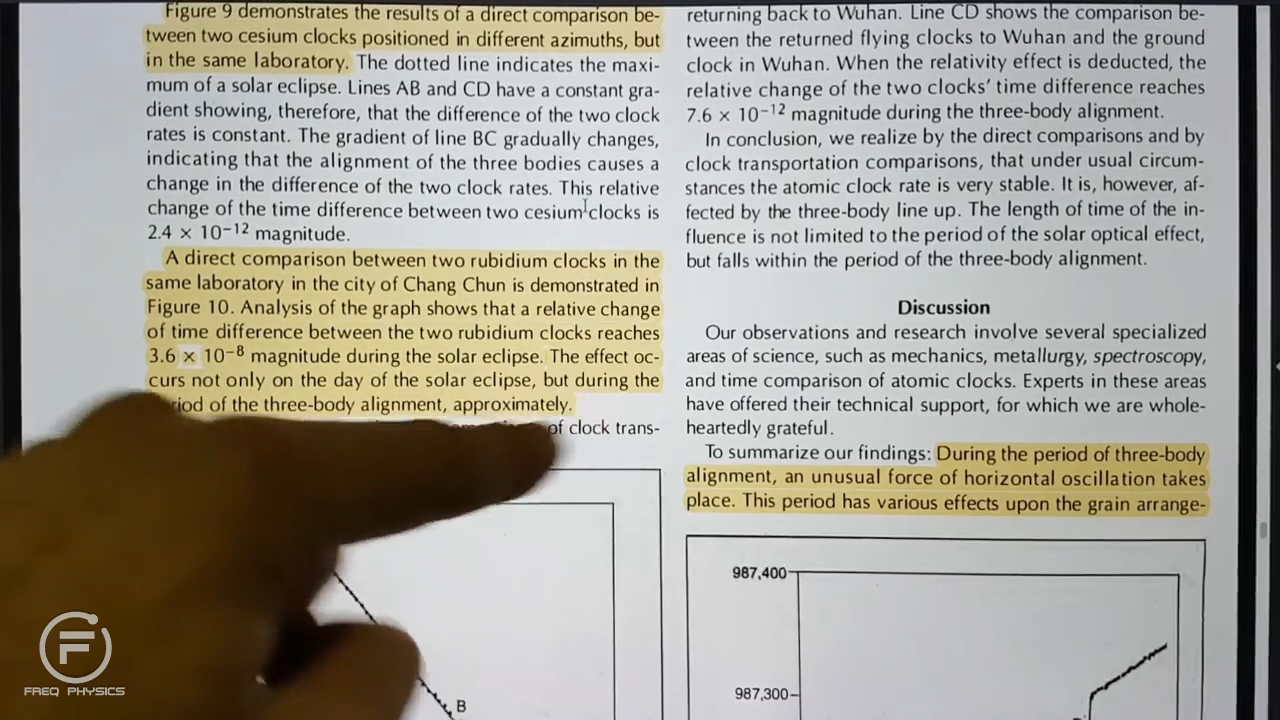 Figure 9 demonstrates the results of a direct comparison be-
tween two cesium clocks positioned in different azimuths, but
in the same laboratory. The dotted line indicates the maxi-
mum of a solar eclipse. Lines AB and CD have a constant gra-
dient showing, therefore, that the difference of the two clock
rates is constant. The gradient of line BC gradually changes,
indicating that the alignment of the three bodies causes a
change in the difference of the two clock rates. This relative
change of the time difference between two cesium clocks is
2.4 × 10−12 magnitude.
A direct comparison between two rubidium clocks in the
same laboratory in the city of Chang Chun is demonstrated in
Figure 10. Analysis of the graph shows that a relative change
of time difference between the two rubidium clocks reaches
3.6 × 10−8 magnitude during the solar eclipse. The effect oc-
curs not only on the day of the solar eclipse, but during the
of the three-body alignment, approximately.
of clock trans-
B
returning back to Wuhan. Line CD shows the comparison be-
tween the returned flying clocks to Wuhan and the ground
clock in Wuhan. When the relativity effect is deducted, the
relative change of the two clocks' time difference reaches
7.6 × 10−12 magnitude during the three-body alignment.
In conclusion, we realize by the direct comparisons and by
clock transportation comparisons, that under usual circum-
stances the atomic clock rate is very stable. It is, however, af-
fected by the three-body line up. The length of time of the in-
fluence is not limited to the period of the solar optical effect,
but falls within the period of the three-body alignment.
Discussion
Our observations and research involve several specialized
areas of science, such as mechanics, metallurgy, spectroscopy,
and time comparison of atomic clocks. Experts in these areas
have offered their technical support, for which we are whole-
heartedly grateful.
To summarize our findings: During the period of three-body
alignment, an unusual force of horizontal oscillation takes
place. This period has various effects upon the grain arrange-
987,400
987,300
F
FREQ PHYSICS